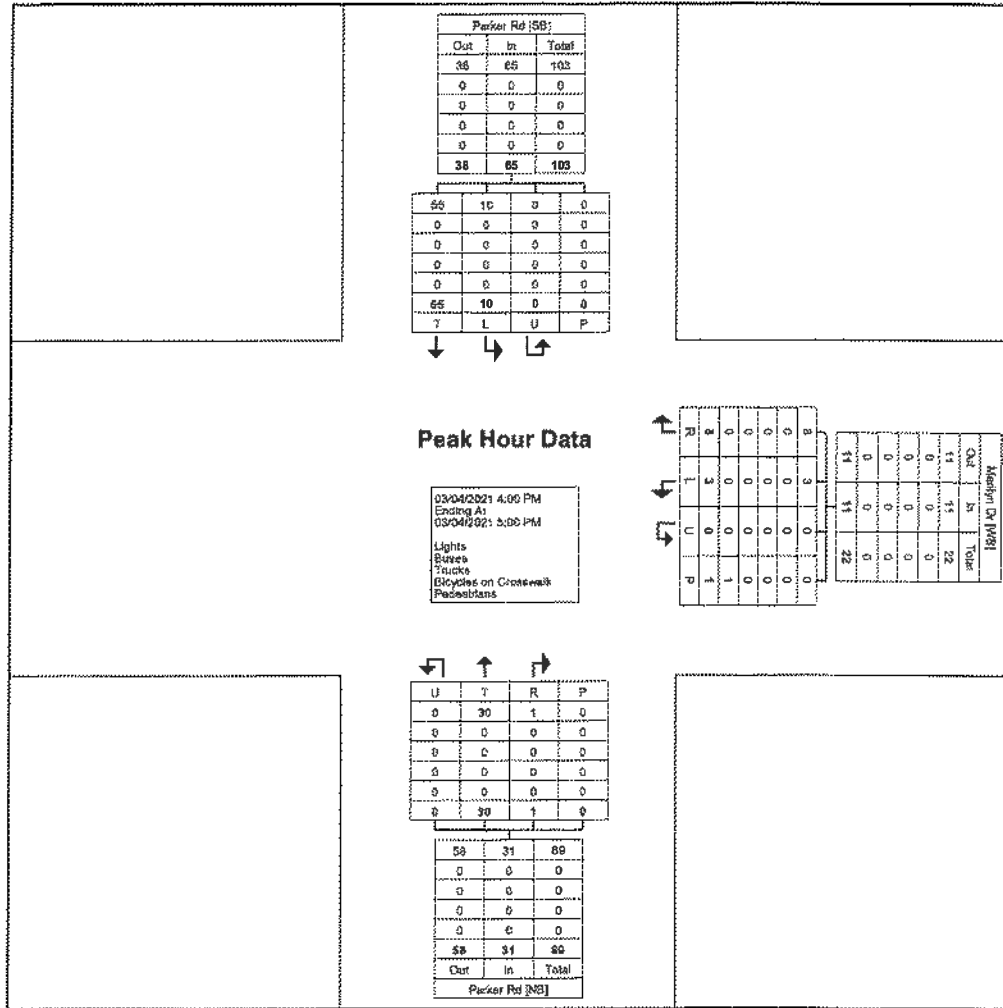 Parker Rd [SB]
Out In Total
38 65 103
0 0 0
0 0 0
0 0 0
0 0 0
38 65 103
55 10 0 0
0 0 0 0
0 0 0 0
0 0 0 0
0 0 0 0
55 10 0 0
T L U P
Peak Hour Data
03/04/2021 4:00 PM
Ending At
03/04/2021 5:00 PM
Lights
Buses
Trucks
Bicycles on Crosswalk
Pedestrians
Marilyn Dr [WB]
Out In Total
11 11 22
0 0 0
0 0 0
0 0 0
0 0 0
11 11 22
8 3 0 0
0 0 0 0
0 0 0 0
0 0 0 0
0 0 0 1
8 3 0 1
R L U P
U T R P
0 30 1 0
0 0 0 0
0 0 0 0
0 0 0 0
0 0 0 0
0 30 1 0
58 31 89
0 0 0
0 0 0
0 0 0
0 0 0
58 31 89
Out In Total
Parker Rd [NB]